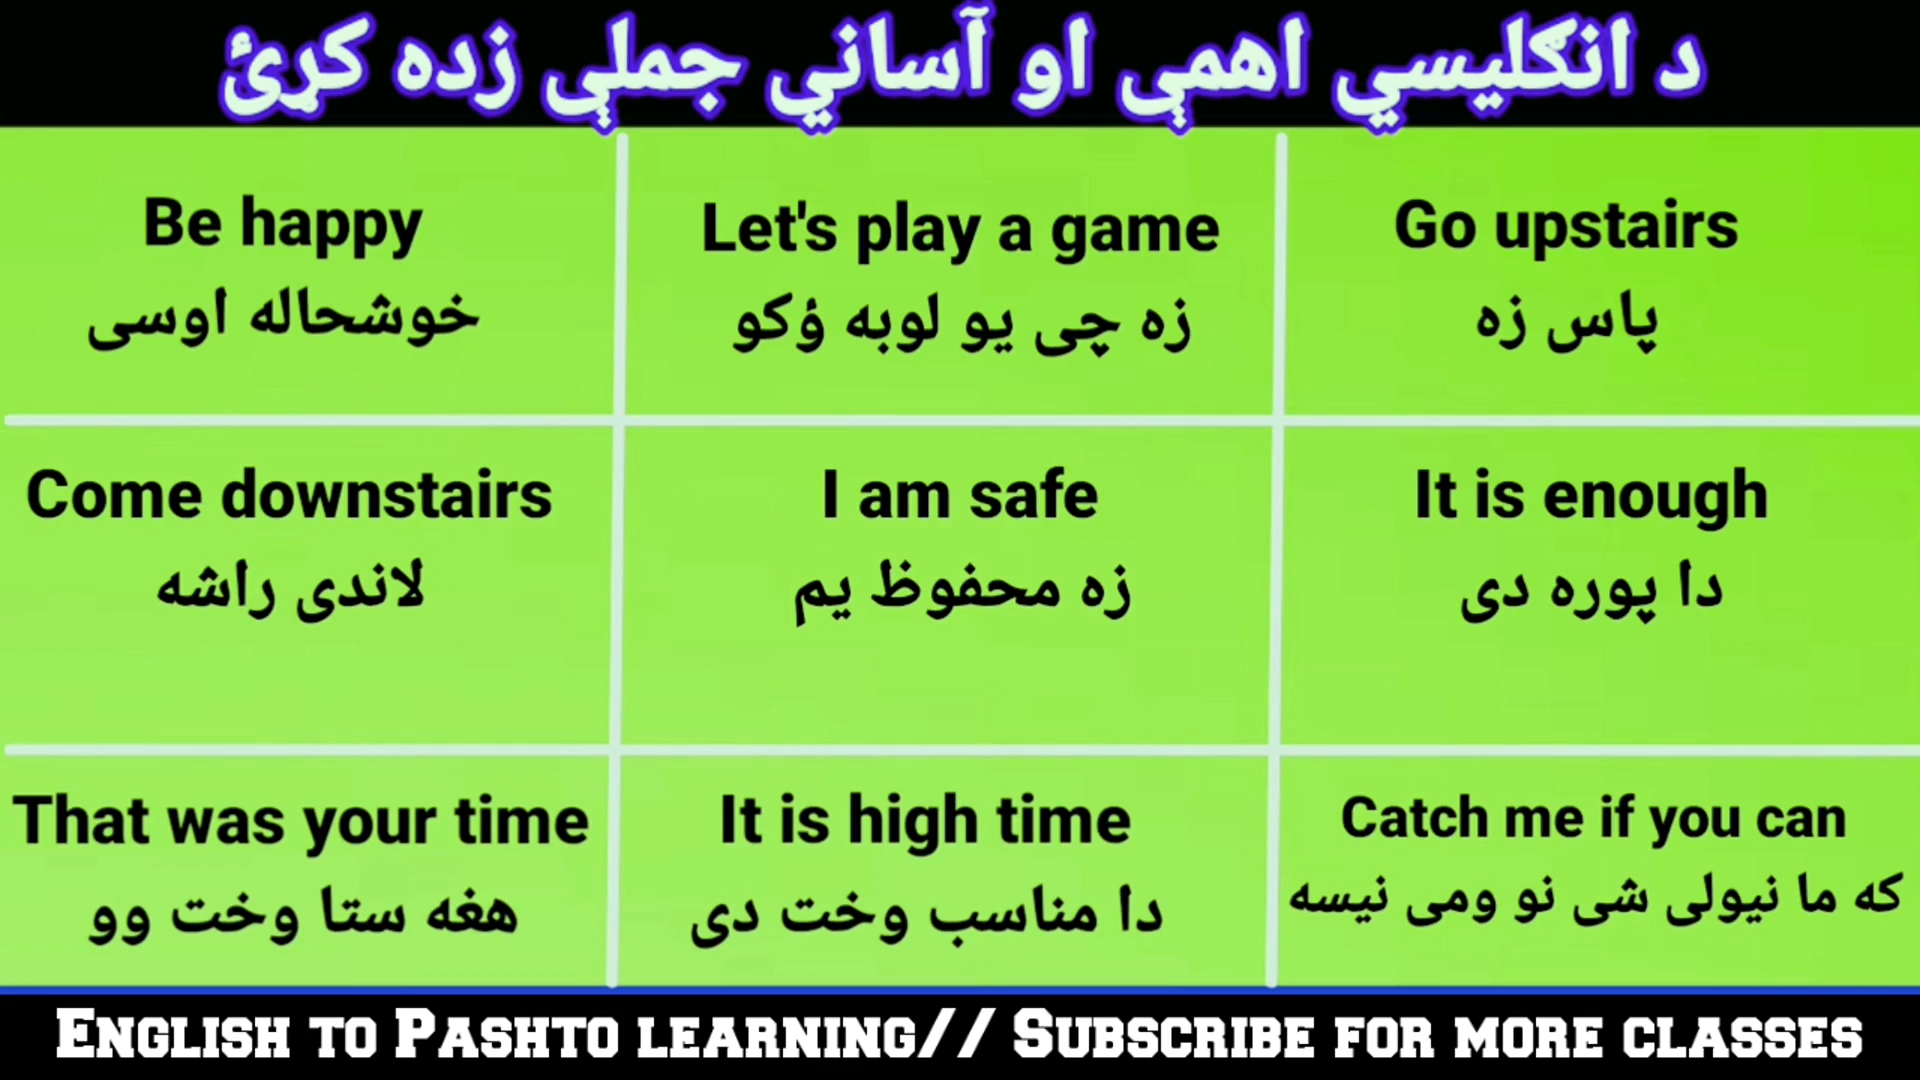 د انګلیسي اهمې او آساني جملې زده کړئ
Be happy
خوشحاله اوسی
Let's play a game
زه چی یو لوبه ؤکو
Go upstairs
پاس زه
Come downstairs
لاندی راشه
I am safe
زه محفوظ یم
It is enough
دا پوره دی
That was your time
هغه ستا وخت وو
It is high time
دا مناسب وخت دی
Catch me if you can
که ما نیولی شی نو ومی نیسه
English to Pashto learning// Subscribe for more classes